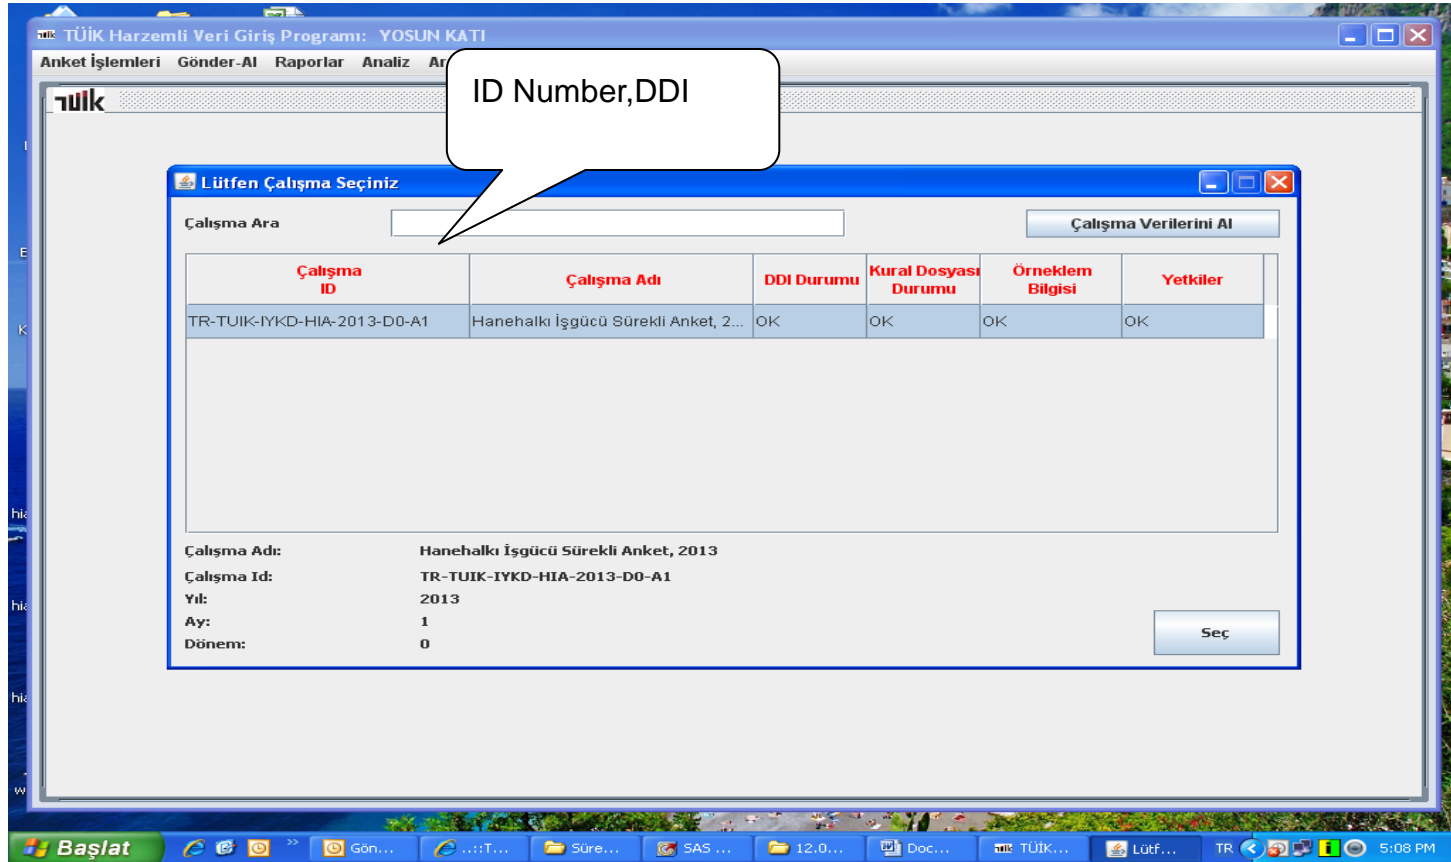 TÜİK Harzemli Veri Giriş Programı: YOSUN KATI
Anket İşlemleri Gönder-Al Raporlar Analiz Ar
ID Number,DDI
TÜİK
Lütfen Çalışma Seçiniz
Çalışma Ara
Çalışma Verilerini Al
Çalışma ID Çalışma Adı DDI Durumu Kural Dosyası Durumu Örneklem Bilgisi Yetkiler
TR-TUIK-IYKD-HIA-2013-D0-A1 Hanehalkı İşgücü Sürekli Anket, 2... OK OK OK OK
Çalışma Adı: Hanehalkı İşgücü Sürekli Anket, 2013
Çalışma Id: TR-TUIK-IYKD-HIA-2013-D0-A1
Yıl: 2013
Ay: 1
Dönem: 0
Seç
Başlat Gön... ..::T... Süre... SAS ... 12.0... Doc... TÜİK... Lütf... TR 5:08 PM